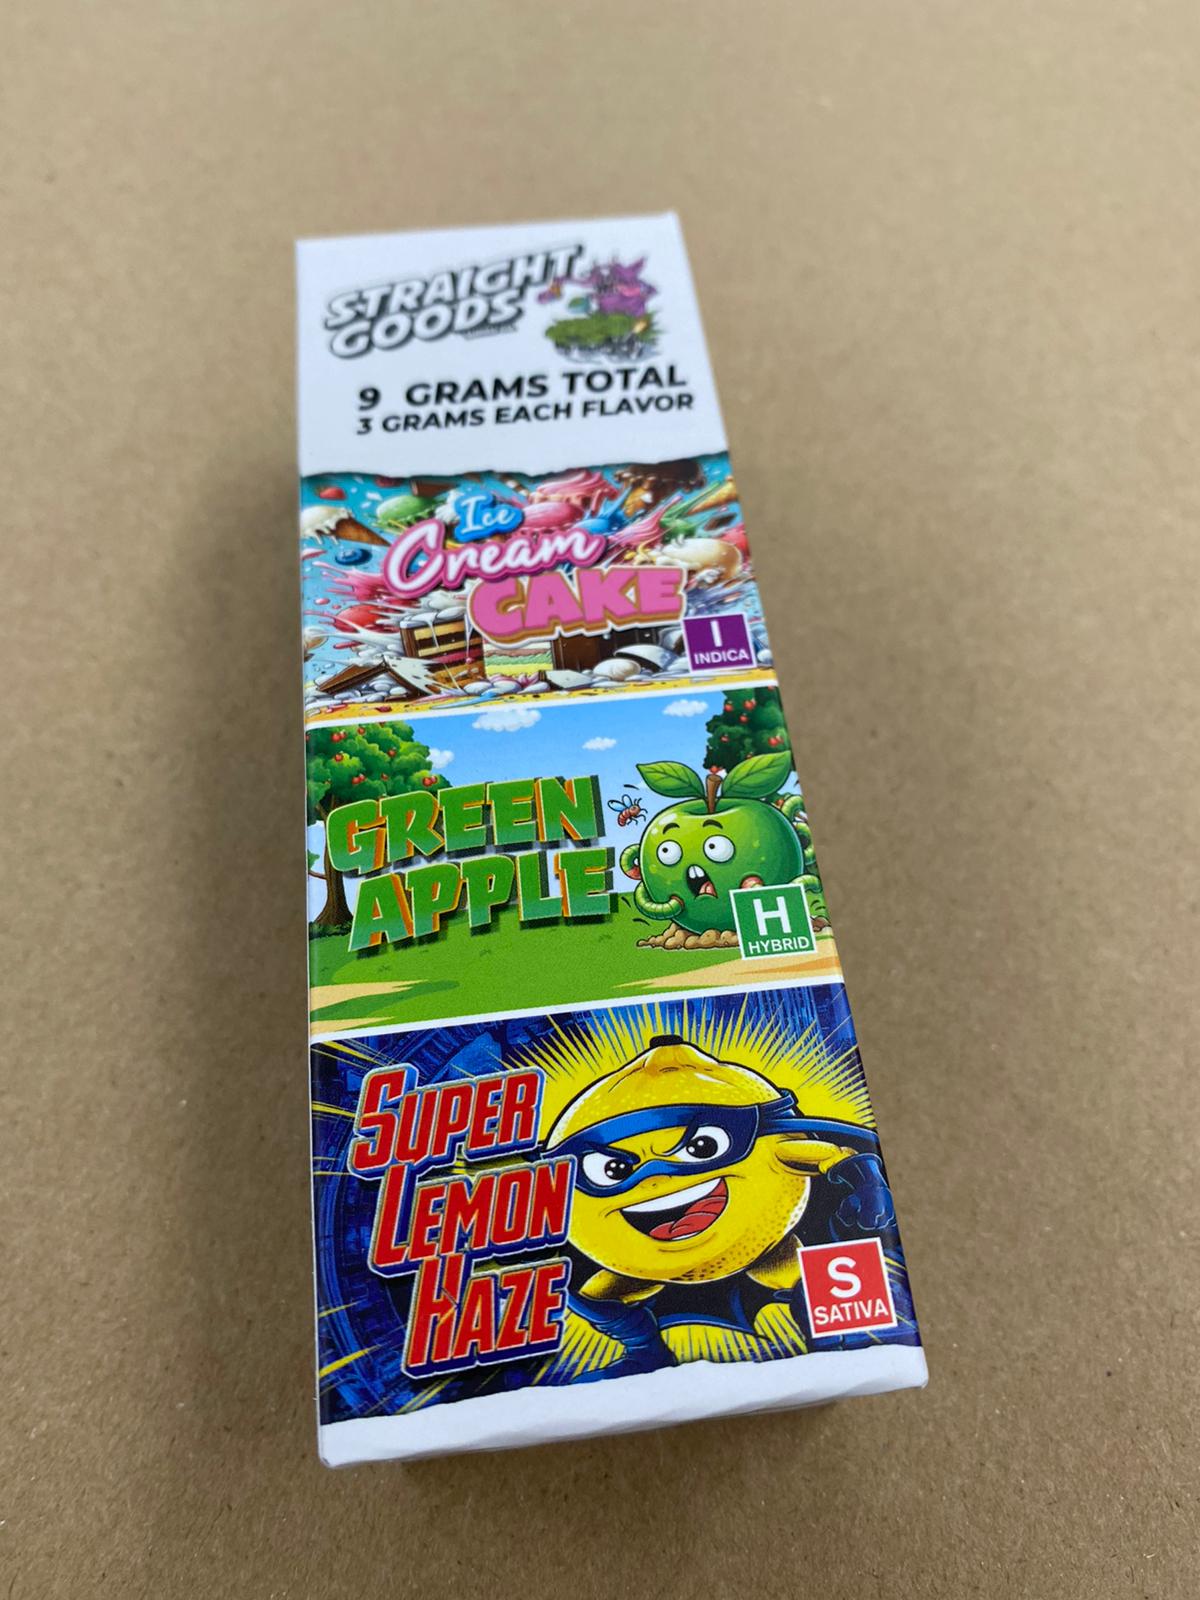 STRAIGHT
GOODS
9 GRAMS TOTAL
3 GRAMS EACH FLAVOR
Ice
Cream
CAKE
I
INDICA
GREEN
APPLE
H
HYBRID
SUPER
LEMON
HAZE
S
SATIVA